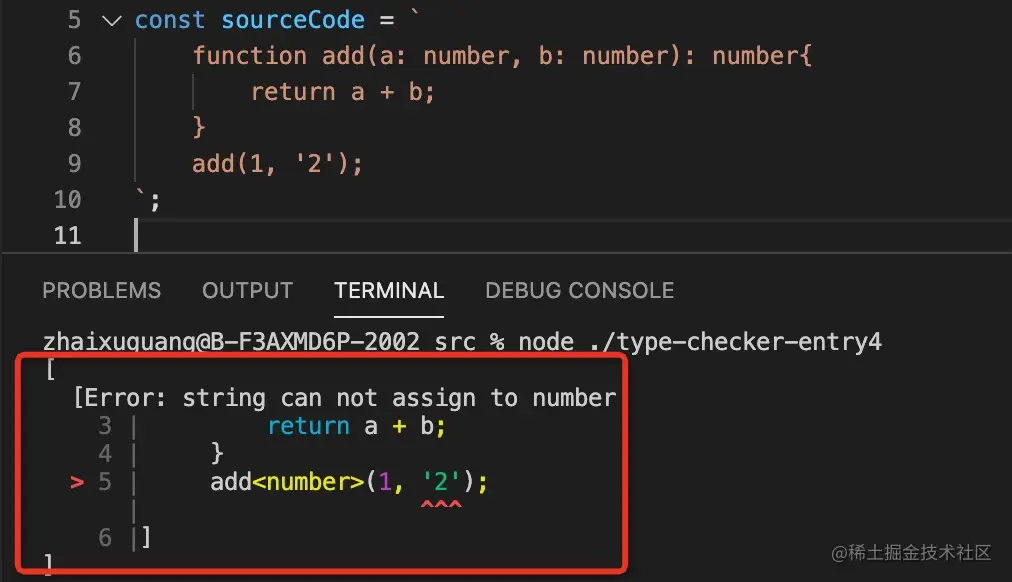 5 const sourceCode = `
6 function add(a: number, b: number): number{
7 return a + b;
8 }
9 add(1, '2');
10 `;
11
PROBLEMS OUTPUT TERMINAL DEBUG CONSOLE
zhaixuguang@B-F3AXMD6P-2002 src % node ./type-checker-entry4
[
[Error: string can not assign to number
3 | return a + b;
4 | }
> 5 | add<number>(1, '2');
| ^^^
6 | ]
]
@稀土掘金技术社区